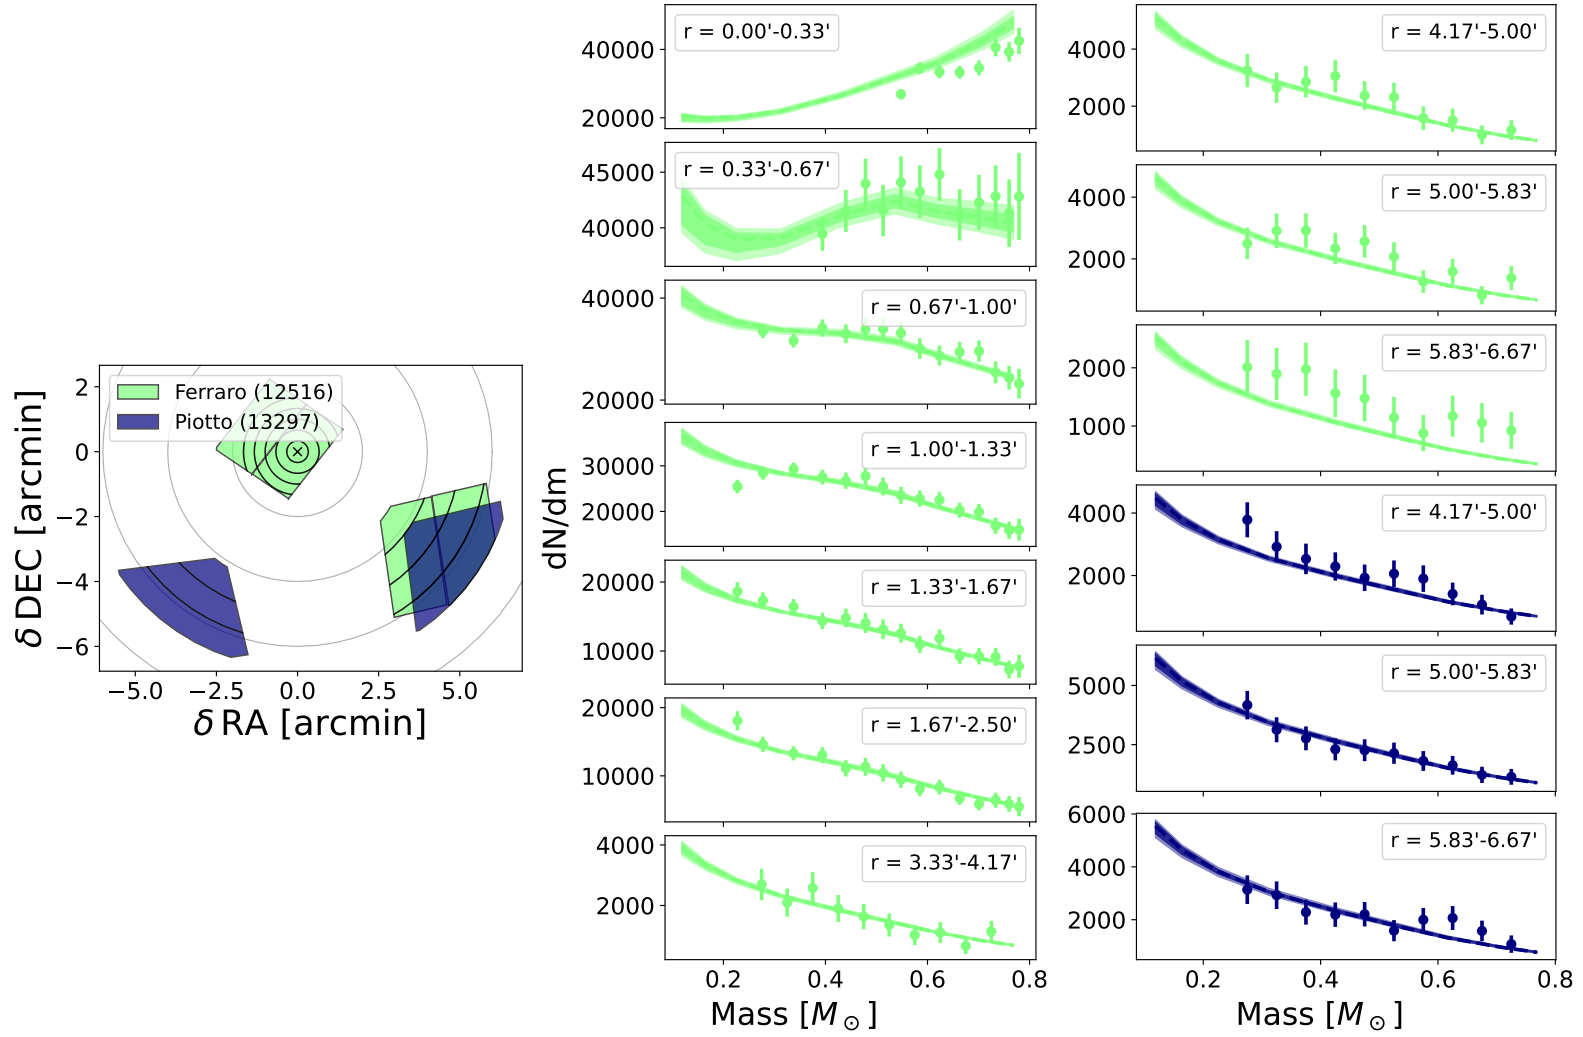 Ferraro (12516)
Piotto (13297)
2
0
−2
−4
−6
δ DEC [arcmin]
−5.0 −2.5 0.0 2.5 5.0
δ RA [arcmin]
dN/dm
r = 0.00'-0.33'
40000
20000
r = 0.33'-0.67'
45000
40000
r = 0.67'-1.00'
40000
20000
r = 1.00'-1.33'
30000
20000
r = 1.33'-1.67'
20000
10000
r = 1.67'-2.50'
20000
10000
r = 3.33'-4.17'
4000
2000
0.2 0.4 0.6 0.8
Mass [M⊙]
r = 4.17'-5.00'
4000
2000
r = 5.00'-5.83'
4000
2000
r = 5.83'-6.67'
2000
1000
r = 4.17'-5.00'
4000
2000
r = 5.00'-5.83'
5000
2500
r = 5.83'-6.67'
6000
4000
2000
0.2 0.4 0.6 0.8
Mass [M⊙]